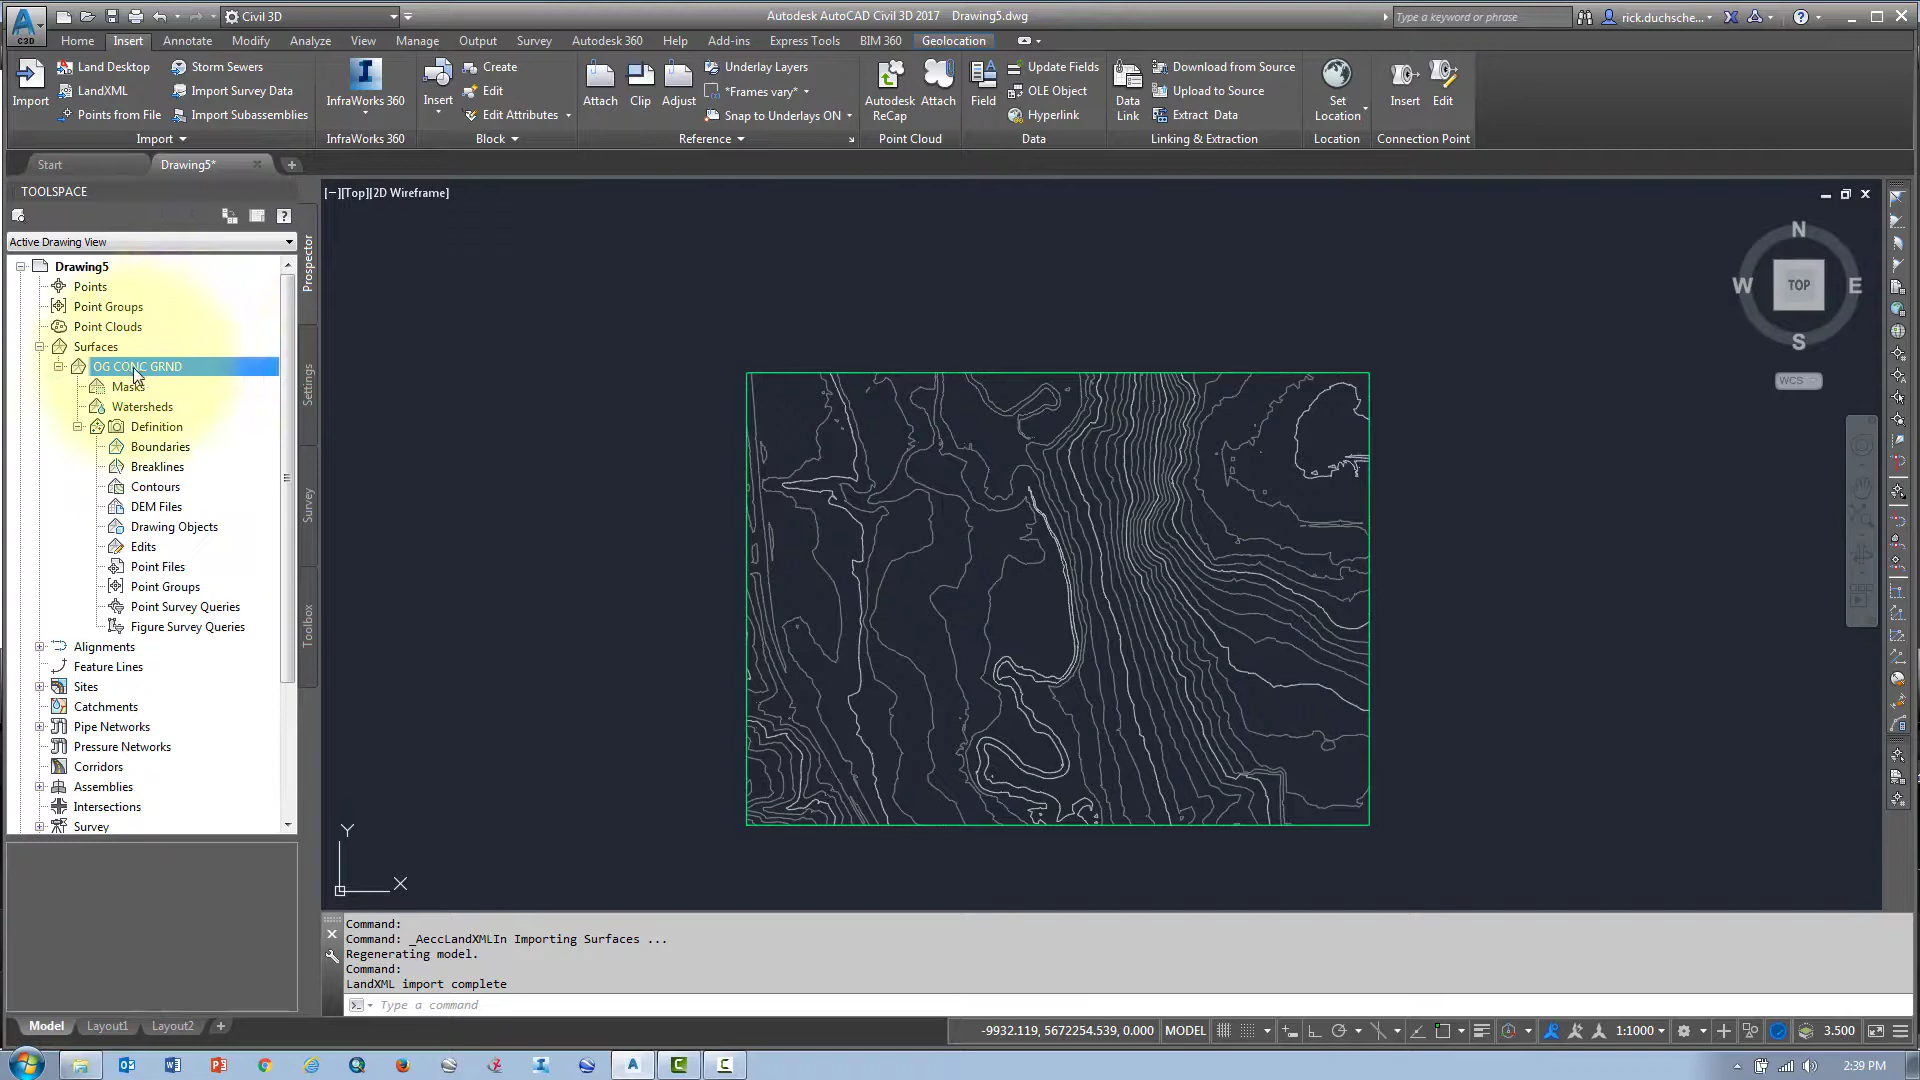 Civil 3D
Autodesk AutoCAD Civil 3D 2017 Drawing5.dwg
Type a keyword or phrase
rick.duchsche...
C3D
Home Insert Annotate Modify Analyze View Manage Output Survey Autodesk 360 Help Add-ins Express Tools BIM 360 Geolocation
Import
Land Desktop
LandXML
Points from File
Storm Sewers
Import Survey Data
Import Subassemblies
Import
InfraWorks 360
InfraWorks 360
Insert
Create
Edit
Edit Attributes
Block
Attach
Clip
Adjust
Underlay Layers
*Frames vary*
Snap to Underlays ON
Reference
Autodesk
ReCap
Attach
Point Cloud
Field
Update Fields
OLE Object
Hyperlink
Data
Data
Link
Download from Source
Upload to Source
Extract Data
Linking & Extraction
Set
Location
Location
Insert
Edit
Connection Point
Start
Drawing5*
TOOLSPACE
Active Drawing View
Drawing5
Points
Point Groups
Point Clouds
Surfaces
OG CONC GRND
Masks
Watersheds
Definition
Boundaries
Breaklines
Contours
DEM Files
Drawing Objects
Edits
Point Files
Point Groups
Point Survey Queries
Figure Survey Queries
Alignments
Feature Lines
Sites
Catchments
Pipe Networks
Pressure Networks
Corridors
Assemblies
Intersections
Survey
Prospector
Settings
Survey
Toolbox
[−][Top][2D Wireframe]
N
W TOP E
S
WCS
Y
X
Command:
Command: _AeccLandXMLIn Importing Surfaces ...
Regenerating model.
Command:
LandXML import complete
Type a command
Model Layout1 Layout2 +
-9932.119, 5672254.539, 0.000 MODEL 1:1000 3.500
2:39 PM